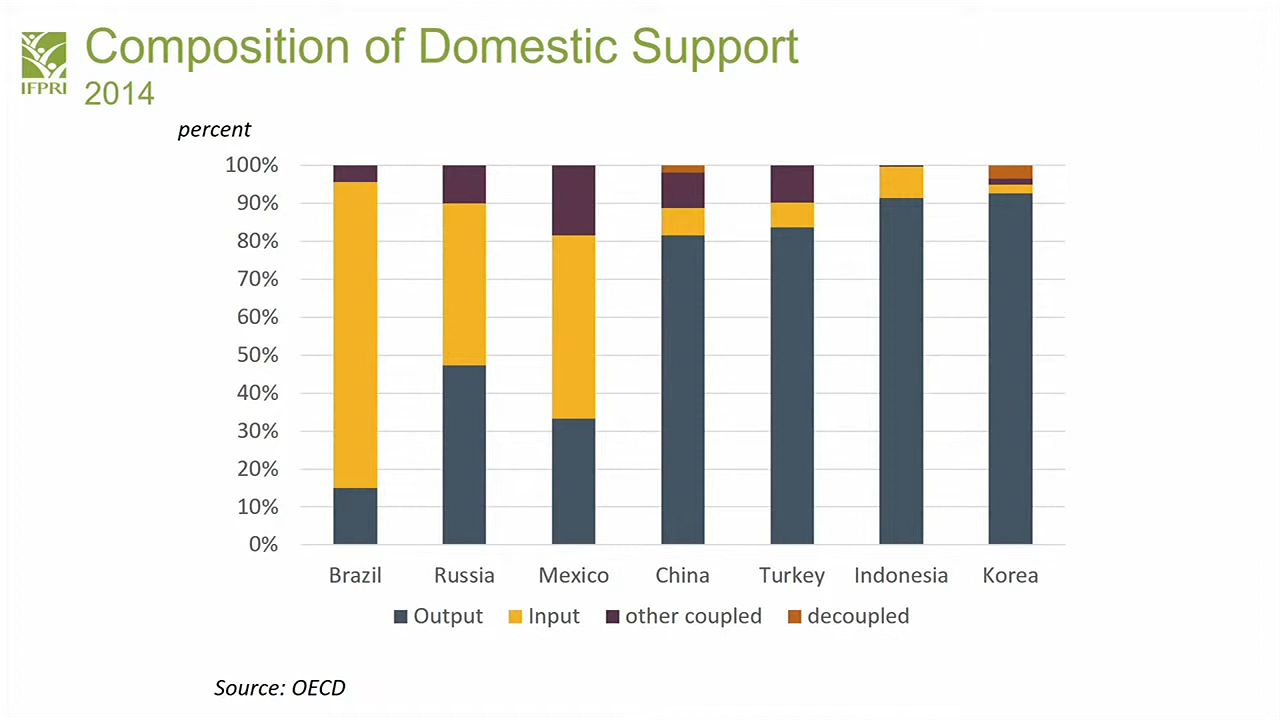 Composition of Domestic Support
IFPRI
2014
percent
100%
90%
80%
70%
60%
50%
40%
30%
20%
10%
0%
Brazil Russia Mexico China Turkey Indonesia Korea
Output Input other coupled decoupled
Source: OECD